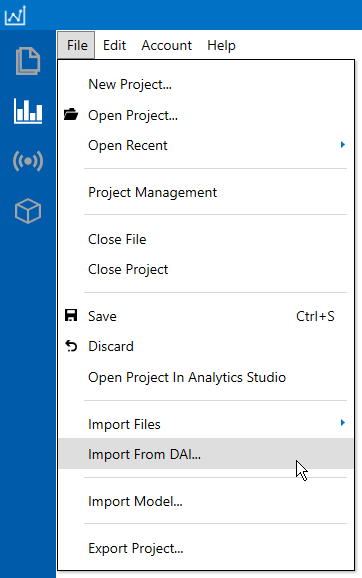 File Edit Account Help
New Project...
Open Project...
Open Recent
Project Management
Close File
Close Project
Save Ctrl+S
Discard
Open Project In Analytics Studio
Import Files
Import From DAI...
Import Model...
Export Project...